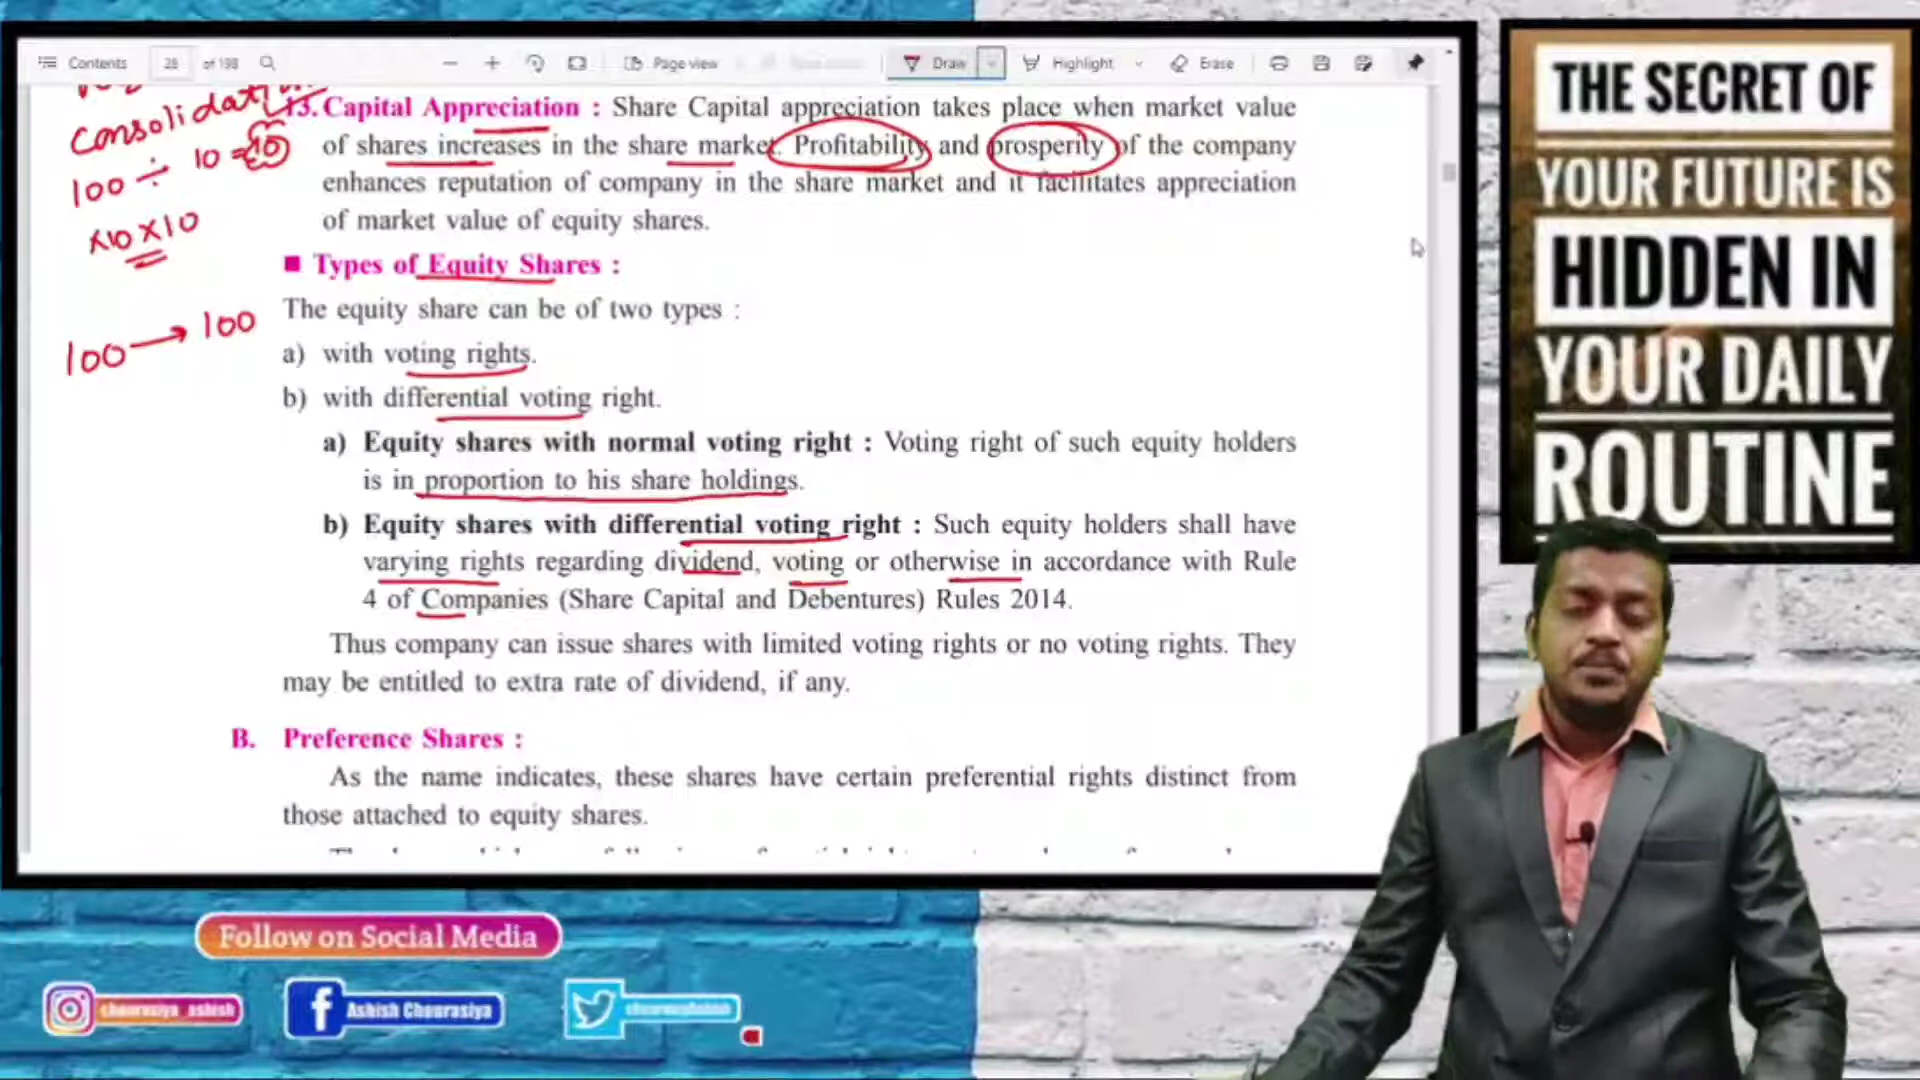 Contents 28 of 198 Page view Draw Highlight Erase
Consolidation
100 ÷ 10 = 10
×10 × 10
100 → 100
13. Capital Appreciation : Share Capital appreciation takes place when market value
of shares increases in the share market. Profitability and prosperity of the company
enhances reputation of company in the share market and it facilitates appreciation
of market value of equity shares.
■ Types of Equity Shares :
The equity share can be of two types :
a) with voting rights.
b) with differential voting right.
a) Equity shares with normal voting right : Voting right of such equity holders
is in proportion to his share holdings.
b) Equity shares with differential voting right : Such equity holders shall have
varying rights regarding dividend, voting or otherwise in accordance with Rule
4 of Companies (Share Capital and Debentures) Rules 2014.
Thus company can issue shares with limited voting rights or no voting rights. They
may be entitled to extra rate of dividend, if any.
B. Preference Shares :
As the name indicates, these shares have certain preferential rights distinct from
those attached to equity shares.
THE SECRET OF
YOUR FUTURE IS
HIDDEN IN
YOUR DAILY
ROUTINE
Follow on Social Media
chourasiya_ashish
Ashish Chourasiya